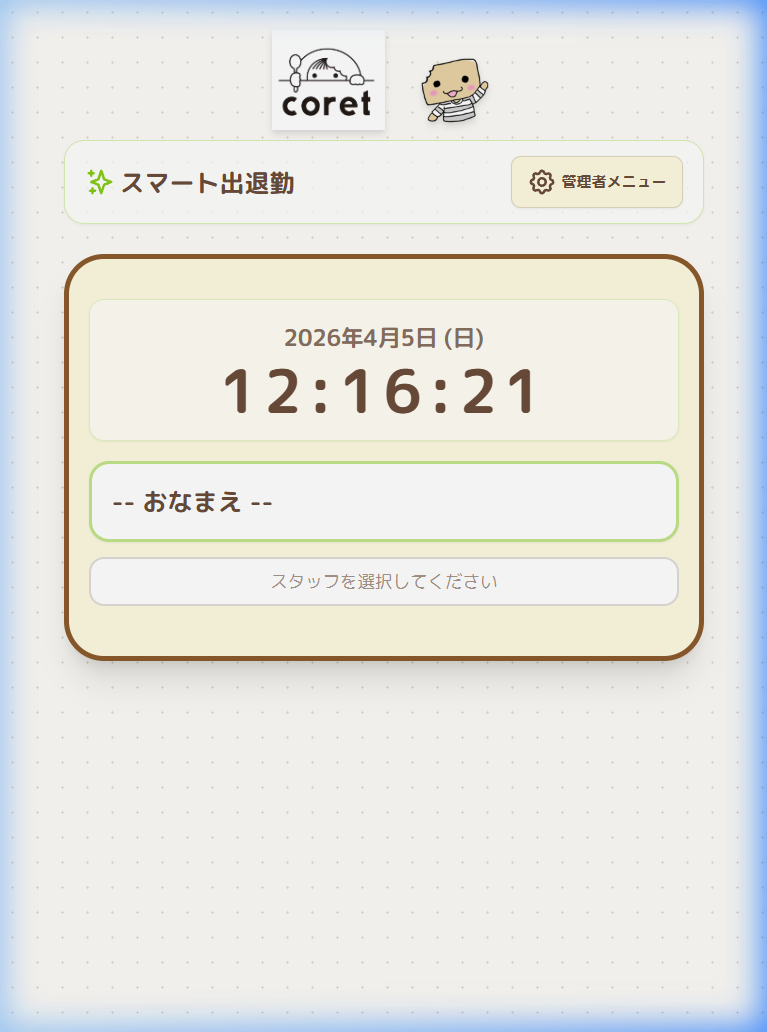 coret
スマート出退勤
管理者メニュー
2026年4月5日 (日)
12:16:21
-- おなまえ --
スタッフを選択してください